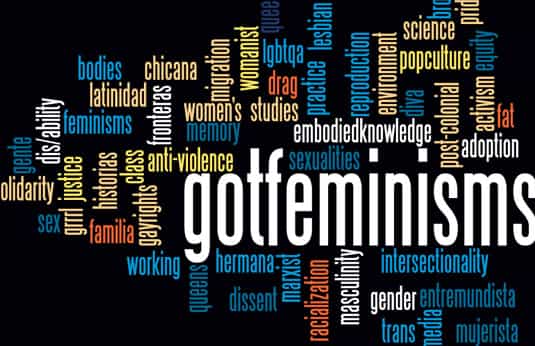 queer
lesbian
bro
prid
science
womanist
lgbtqa
migration
bodies
chicana
reproduction
environment
popculture
equity
drag
practice
latinidad
fronteras
women's studies
diva
post-colonial
activism
fat
dis/ability
feminisms
memory
embodiedknowledge
adoption
gente
justice
historias
class
anti-violence
sexualities
olidarity
grrrl
gayrights
gotfeminisms
sex
familia
working
queens
hermana
marxist
intersectionality
dissent
racialization
masculinity
gender
entremundista
trans
media
mujerista